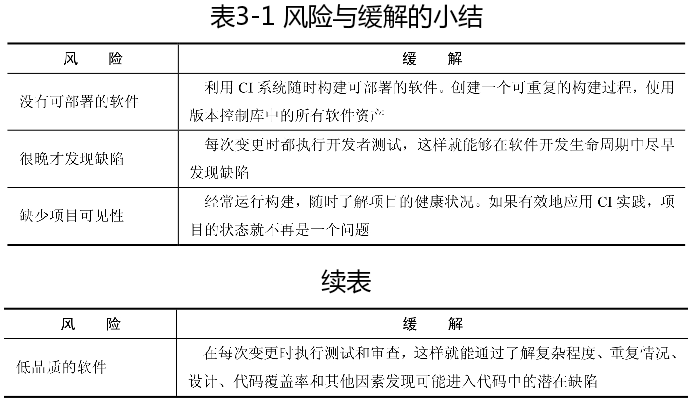 表3-1 风险与缓解的小结
风 险 缓 解
没有可部署的软件
利用 CI 系统随时构建可部署的软件。创建一个可重复的构建过程，使用
版本控制库中的所有软件资产
很晚才发现缺陷
每次变更时都执行开发者测试，这样就能够在软件开发生命周期中尽早
发现缺陷
缺少项目可见性
经常运行构建，随时了解项目的健康状况。如果有效地应用 CI 实践，项
目的状态就不再是一个问题
续表
风 险 缓 解
低品质的软件
在每次变更时执行测试和审查，这样就能通过了解复杂程度、重复情况、
设计、代码覆盖率和其他因素发现可能进入代码中的潜在缺陷